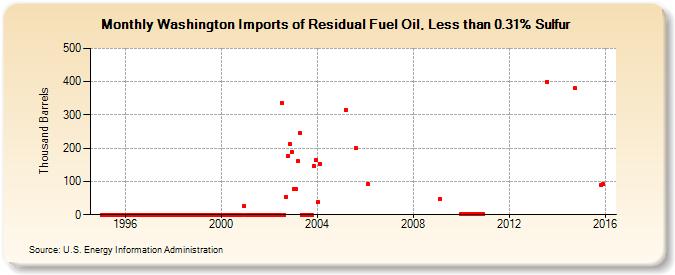 Monthly Washington Imports of Residual Fuel Oil, Less than 0.31% Sulfur
Thousand Barrels
500
400
300
200
100
0
1996 2000 2004 2008 2012 2016
Source: U.S. Energy Information Administration